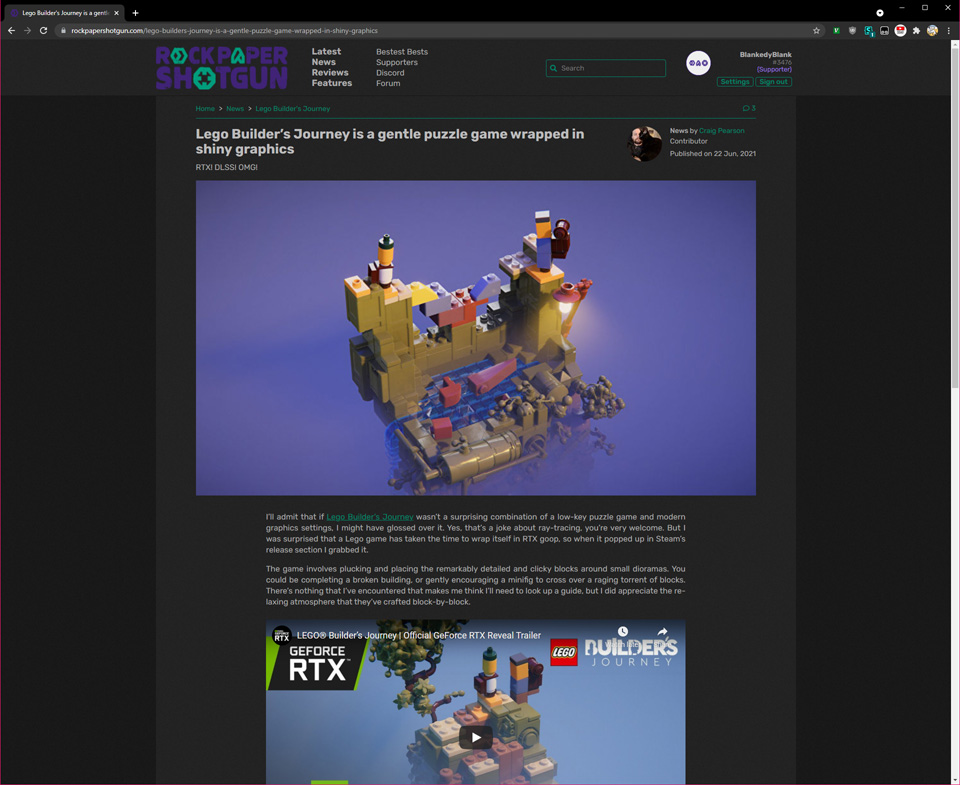 Lego Builder's Journey is a gentle
rockpapershotgun.com/lego-builders-journey-is-a-gentle-puzzle-game-wrapped-in-shiny-graphics
ROCK PAPER
SHOTGUN
Latest
News
Reviews
Features
Bestest Bests
Supporters
Discord
Forum
Search
BlankedyBlank
#3476
(Supporter)
Settings Sign out
Home > News > Lego Builder's Journey
3
Lego Builder's Journey is a gentle puzzle game wrapped in
shiny graphics
RTX! DLSS! OMG!
News by Craig Pearson
Contributor
Published on 22 Jun, 2021
I'll admit that if Lego Builder's Journey wasn't a surprising combination of a low-key puzzle game and modern
graphics settings, I might have glossed over it. Yes, that's a joke about ray-tracing, you're very welcome. But I
was surprised that a Lego game has taken the time to wrap itself in RTX goop, so when it popped up in Steam's
release section I grabbed it.
The game involves plucking and placing the remarkably detailed and clicky blocks around small dioramas. You
could be completing a broken building, or gently encouraging a minifig to cross over a raging torrent of blocks.
There's nothing that I've encountered that makes me think I'll need to look up a guide, but I did appreciate the re-
laxing atmosphere that they've crafted block-by-block.
LEGO® Builder's Journey | Official GeForce RTX Reveal Trailer
GEFORCE
RTX™
LEGO
BUILDER'S
JOURNEY